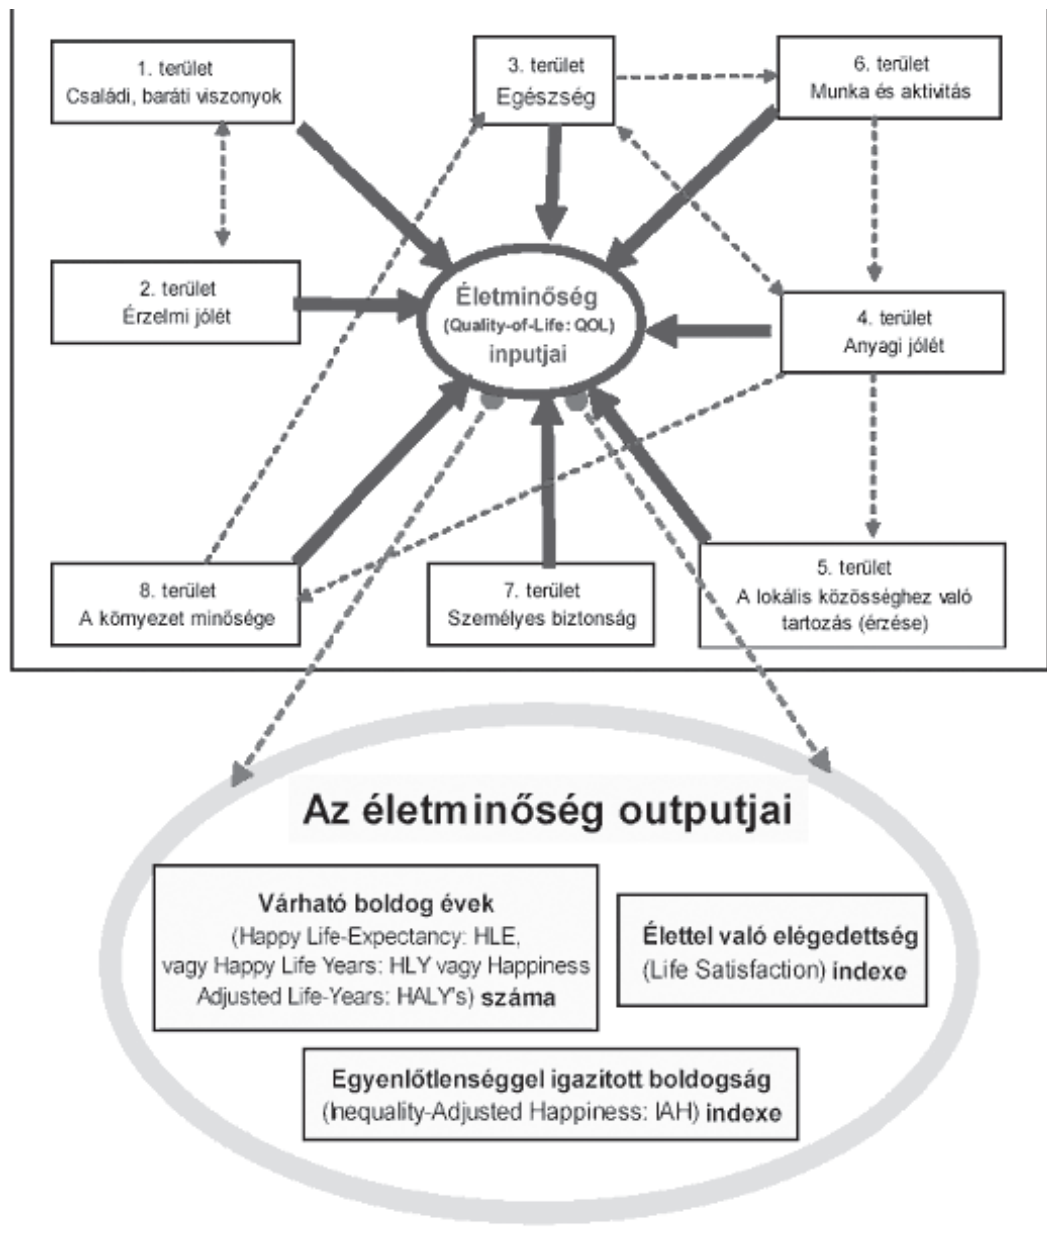 1. terület
Családi, baráti viszonyok
3. terület
Egészség
6. terület
Munka és aktivitás
2. terület
Érzelmi jólét
Életminőség
(Quality-of-Life: QOL)
inputjai
4. terület
Anyagi jólét
8. terület
A környezet minősége
7. terület
Személyes biztonság
5. terület
A lokális közösséghez való
tartozás (érzése)
Az életminőség outputjai
Várható boldog évek
(Happy Life-Expectancy: HLE,
vagy Happy Life Years: HLY vagy Happiness
Adjusted Life-Years: HALY's) száma
Élettel való elégedettség
(Life Satisfaction) indexe
Egyenlőtlenséggel igazított boldogság
(Inequality-Adjusted Happiness: IAH) indexe